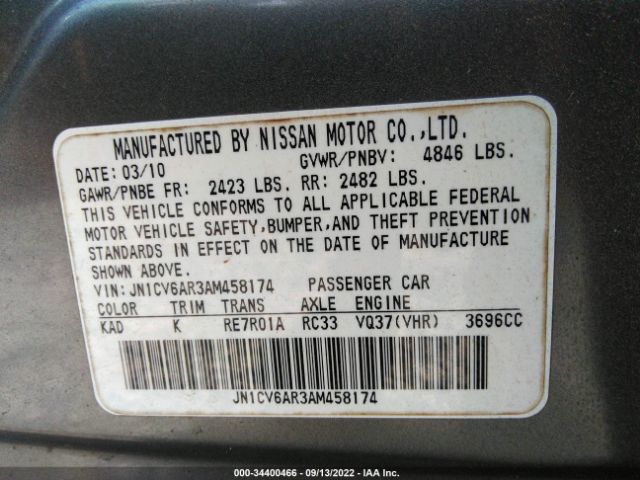 MANUFACTURED BY NISSAN MOTOR CO.,LTD.
DATE: 03/10 GVWR/PNBV: 4846 LBS.
GAWR/PNBE FR: 2423 LBS. RR: 2482 LBS.
THIS VEHICLE CONFORMS TO ALL APPLICABLE FEDERAL
MOTOR VEHICLE SAFETY,BUMPER,AND THEFT PREVENTION
STANDARDS IN EFFECT ON THE DATE OF MANUFACTURE
SHOWN ABOVE.
VIN: JN1CV6AR3AM458174 PASSENGER CAR
COLOR TRIM TRANS AXLE ENGINE
KAD K RE7R01A RC33 VQ37(VHR) 3696CC
JN1CV6AR3AM458174
000-34400466 - 09/13/2022 - IAA Inc.